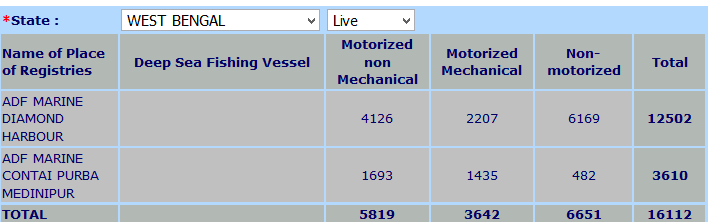 *State : WEST BENGAL Live
Name of Place of Registries Deep Sea Fishing Vessel Motorized non Mechanical Motorized Mechanical Non-motorized Total
ADF MARINE DIAMOND HARBOUR 4126 2207 6169 12502
ADF MARINE CONTAI PURBA MEDINIPUR 1693 1435 482 3610
TOTAL 5819 3642 6651 16112